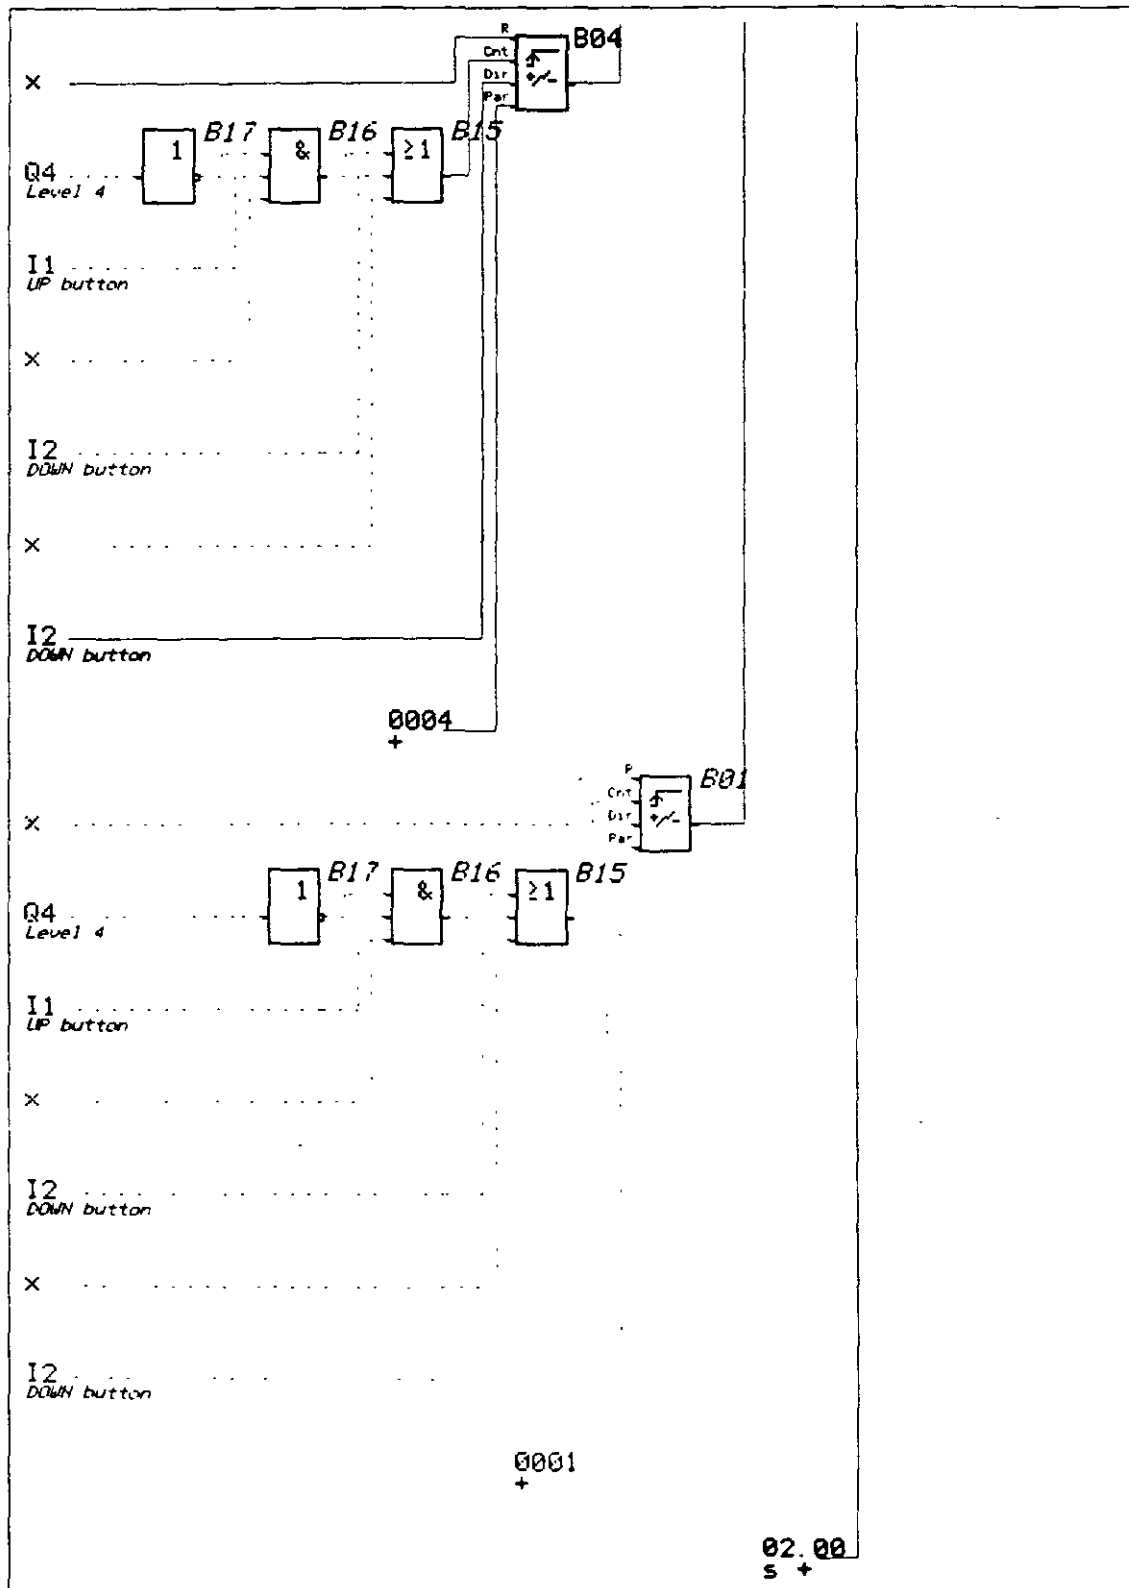 R
B04
Cnt
Dir
+/-
Par
x
B17
B16
B15
1
&
≥1
Q4
Level 4
I1
UP button
x
I2
DOWN button
x
I2
DOWN button
0004
+
R
B01
Cnt
Dir
+/-
Par
x
B17
B16
B15
1
&
≥1
Q4
Level 4
I1
UP button
x
I2
DOWN button
x
I2
DOWN button
0001
+
02.00
s +